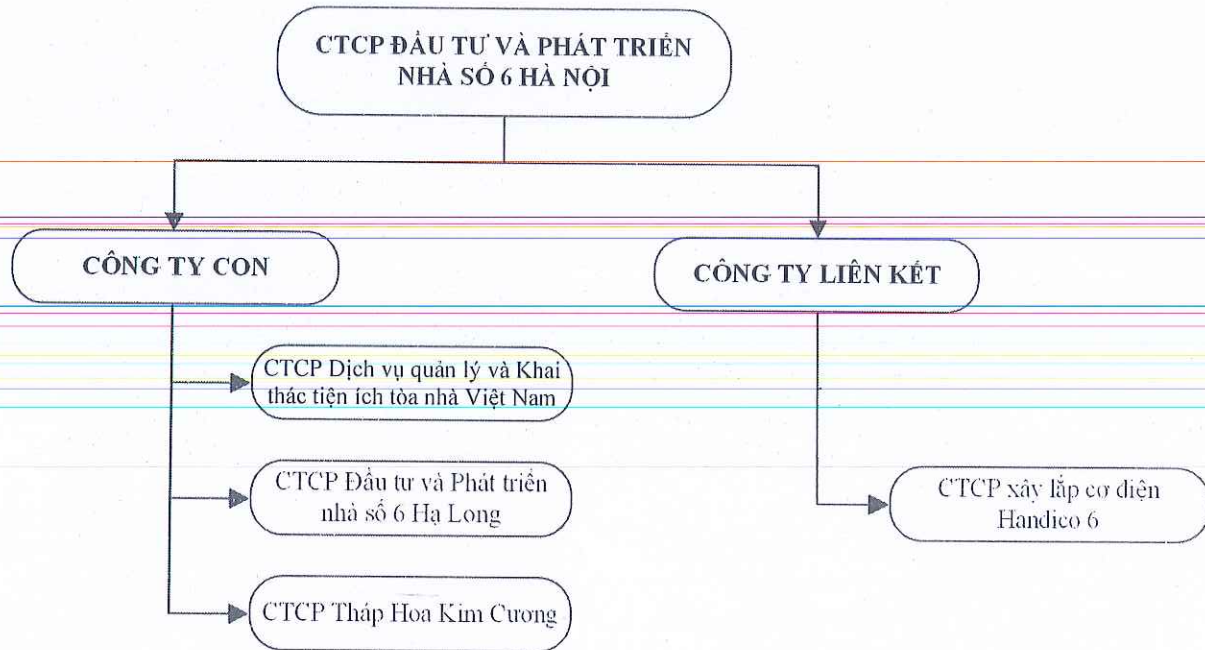 CTCP ĐẦU TƯ VÀ PHÁT TRIỂN
NHÀ SỐ 6 HÀ NỘI
CÔNG TY CON
CÔNG TY LIÊN KẾT
CTCP Dịch vụ quản lý và Khai
thác tiện ích tòa nhà Việt Nam
CTCP Đầu tư và Phát triển
nhà số 6 Hạ Long
CTCP xây lắp cơ điện
Handico 6
CTCP Tháp Hoa Kim Cương